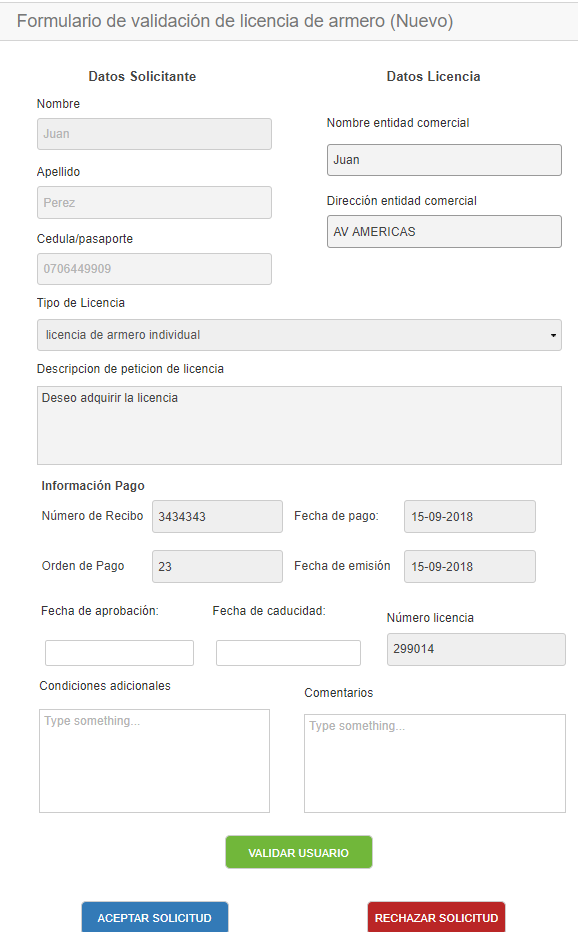 Formulario de validación de licencia de armero (Nuevo)
Datos Solicitante
Datos Licencia
Nombre
Juan
Nombre entidad comercial
Juan
Apellido
Perez
Dirección entidad comercial
AV AMERICAS
Cedula/pasaporte
0706449909
Tipo de Licencia
licencia de armero individual
Descripcion de peticion de licencia
Deseo adquirir la licencia
Información Pago
Número de Recibo 3434343 Fecha de pago: 15-09-2018
Orden de Pago 23 Fecha de emisión 15-09-2018
Fecha de aprobación:
Fecha de caducidad:
Número licencia
299014
Condiciones adicionales
Type something...
Comentarios
Type something...
VALIDAR USUARIO
ACEPTAR SOLICITUD
RECHAZAR SOLICITUD